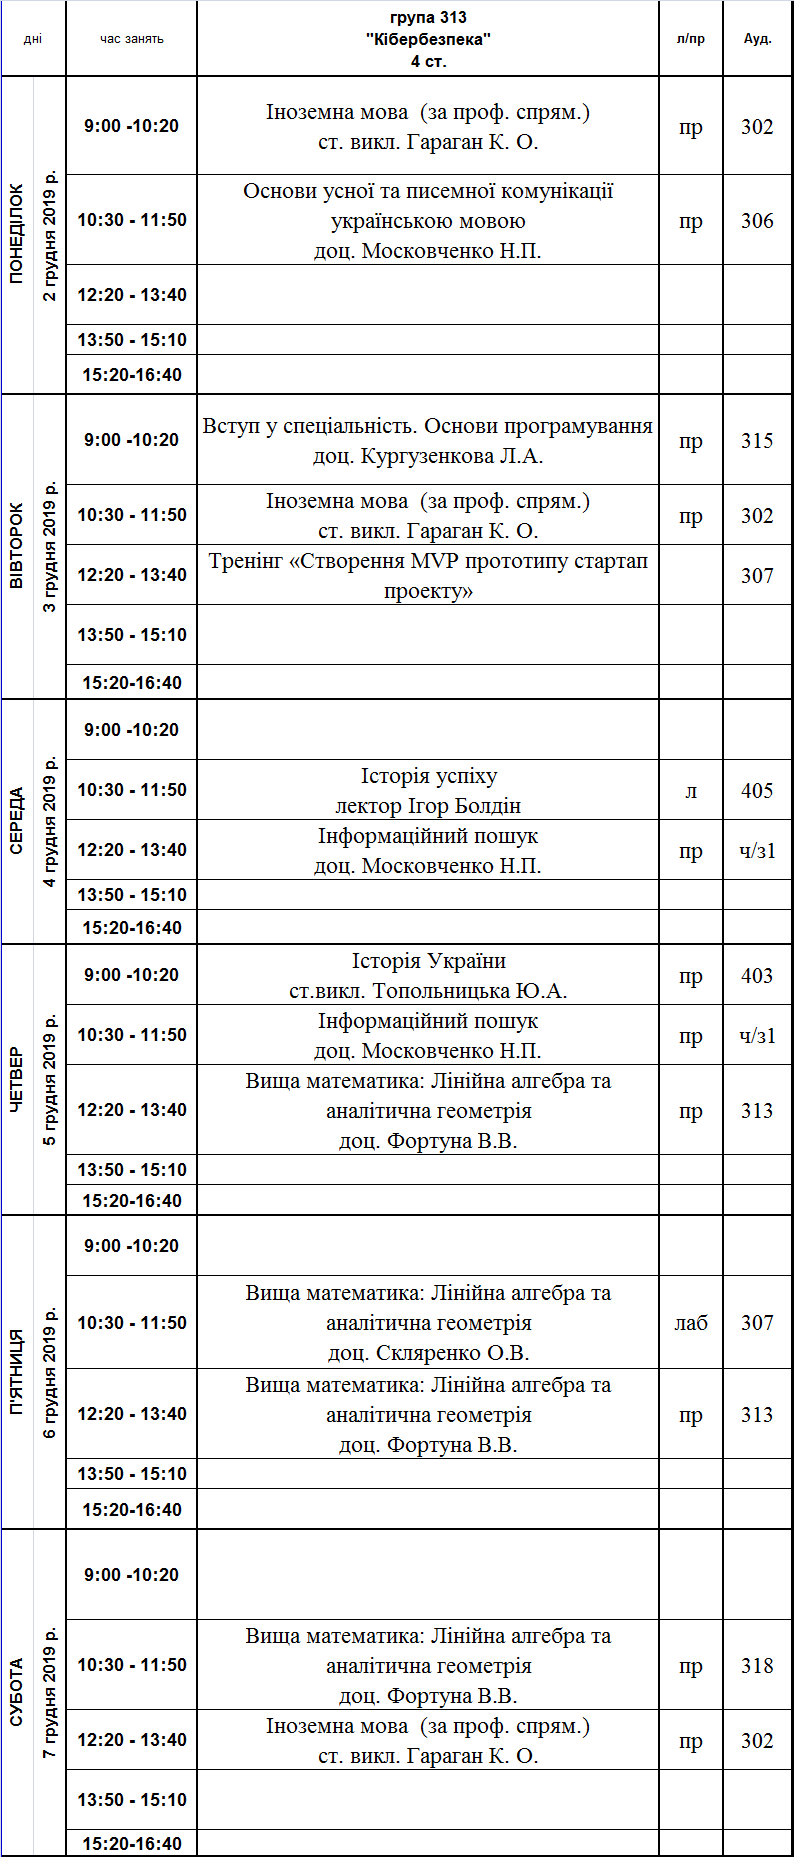 дні
час занять
група 313
"Кібербезпека"
4 ст.
л/пр
Ауд.
ПОНЕДІЛОК
2 грудня 2019 р.
9:00 -10:20
Іноземна мова (за проф. спрям.)
ст. викл. Гараган К. О.
пр
302
10:30 - 11:50
Основи усної та писемної комунікації
українською мовою
доц. Московченко Н.П.
пр
306
12:20 - 13:40
13:50 - 15:10
15:20-16:40
ВІВТОРОК
3 грудня 2019 р.
9:00 -10:20
Вступ у спеціальність. Основи програмування
доц. Кургузенкова Л.А.
пр
315
10:30 - 11:50
Іноземна мова (за проф. спрям.)
ст. викл. Гараган К. О.
пр
302
12:20 - 13:40
Тренінг «Створення MVP прототипу стартап
проекту»
307
13:50 - 15:10
15:20-16:40
СЕРЕДА
4 грудня 2019 р.
9:00 -10:20
10:30 - 11:50
Історія успіху
лектор Ігор Болдін
л
405
12:20 - 13:40
Інформаційний пошук
доц. Московченко Н.П.
пр
ч/з1
13:50 - 15:10
15:20-16:40
ЧЕТВЕР
5 грудня 2019 р.
9:00 -10:20
Історія України
ст.викл. Топольницька Ю.А.
пр
403
10:30 - 11:50
Інформаційний пошук
доц. Московченко Н.П.
пр
ч/з1
12:20 - 13:40
Вища математика: Лінійна алгебра та
аналітична геометрія
доц. Фортуна В.В.
пр
313
13:50 - 15:10
15:20-16:40
П'ЯТНИЦЯ
6 грудня 2019 р.
9:00 -10:20
10:30 - 11:50
Вища математика: Лінійна алгебра та
аналітична геометрія
доц. Скляренко О.В.
лаб
307
12:20 - 13:40
Вища математика: Лінійна алгебра та
аналітична геометрія
доц. Фортуна В.В.
пр
313
13:50 - 15:10
15:20-16:40
СУБОТА
7 грудня 2019 р.
9:00 -10:20
10:30 - 11:50
Вища математика: Лінійна алгебра та
аналітична геометрія
доц. Фортуна В.В.
пр
318
12:20 - 13:40
Іноземна мова (за проф. спрям.)
ст. викл. Гараган К. О.
пр
302
13:50 - 15:10
15:20-16:40